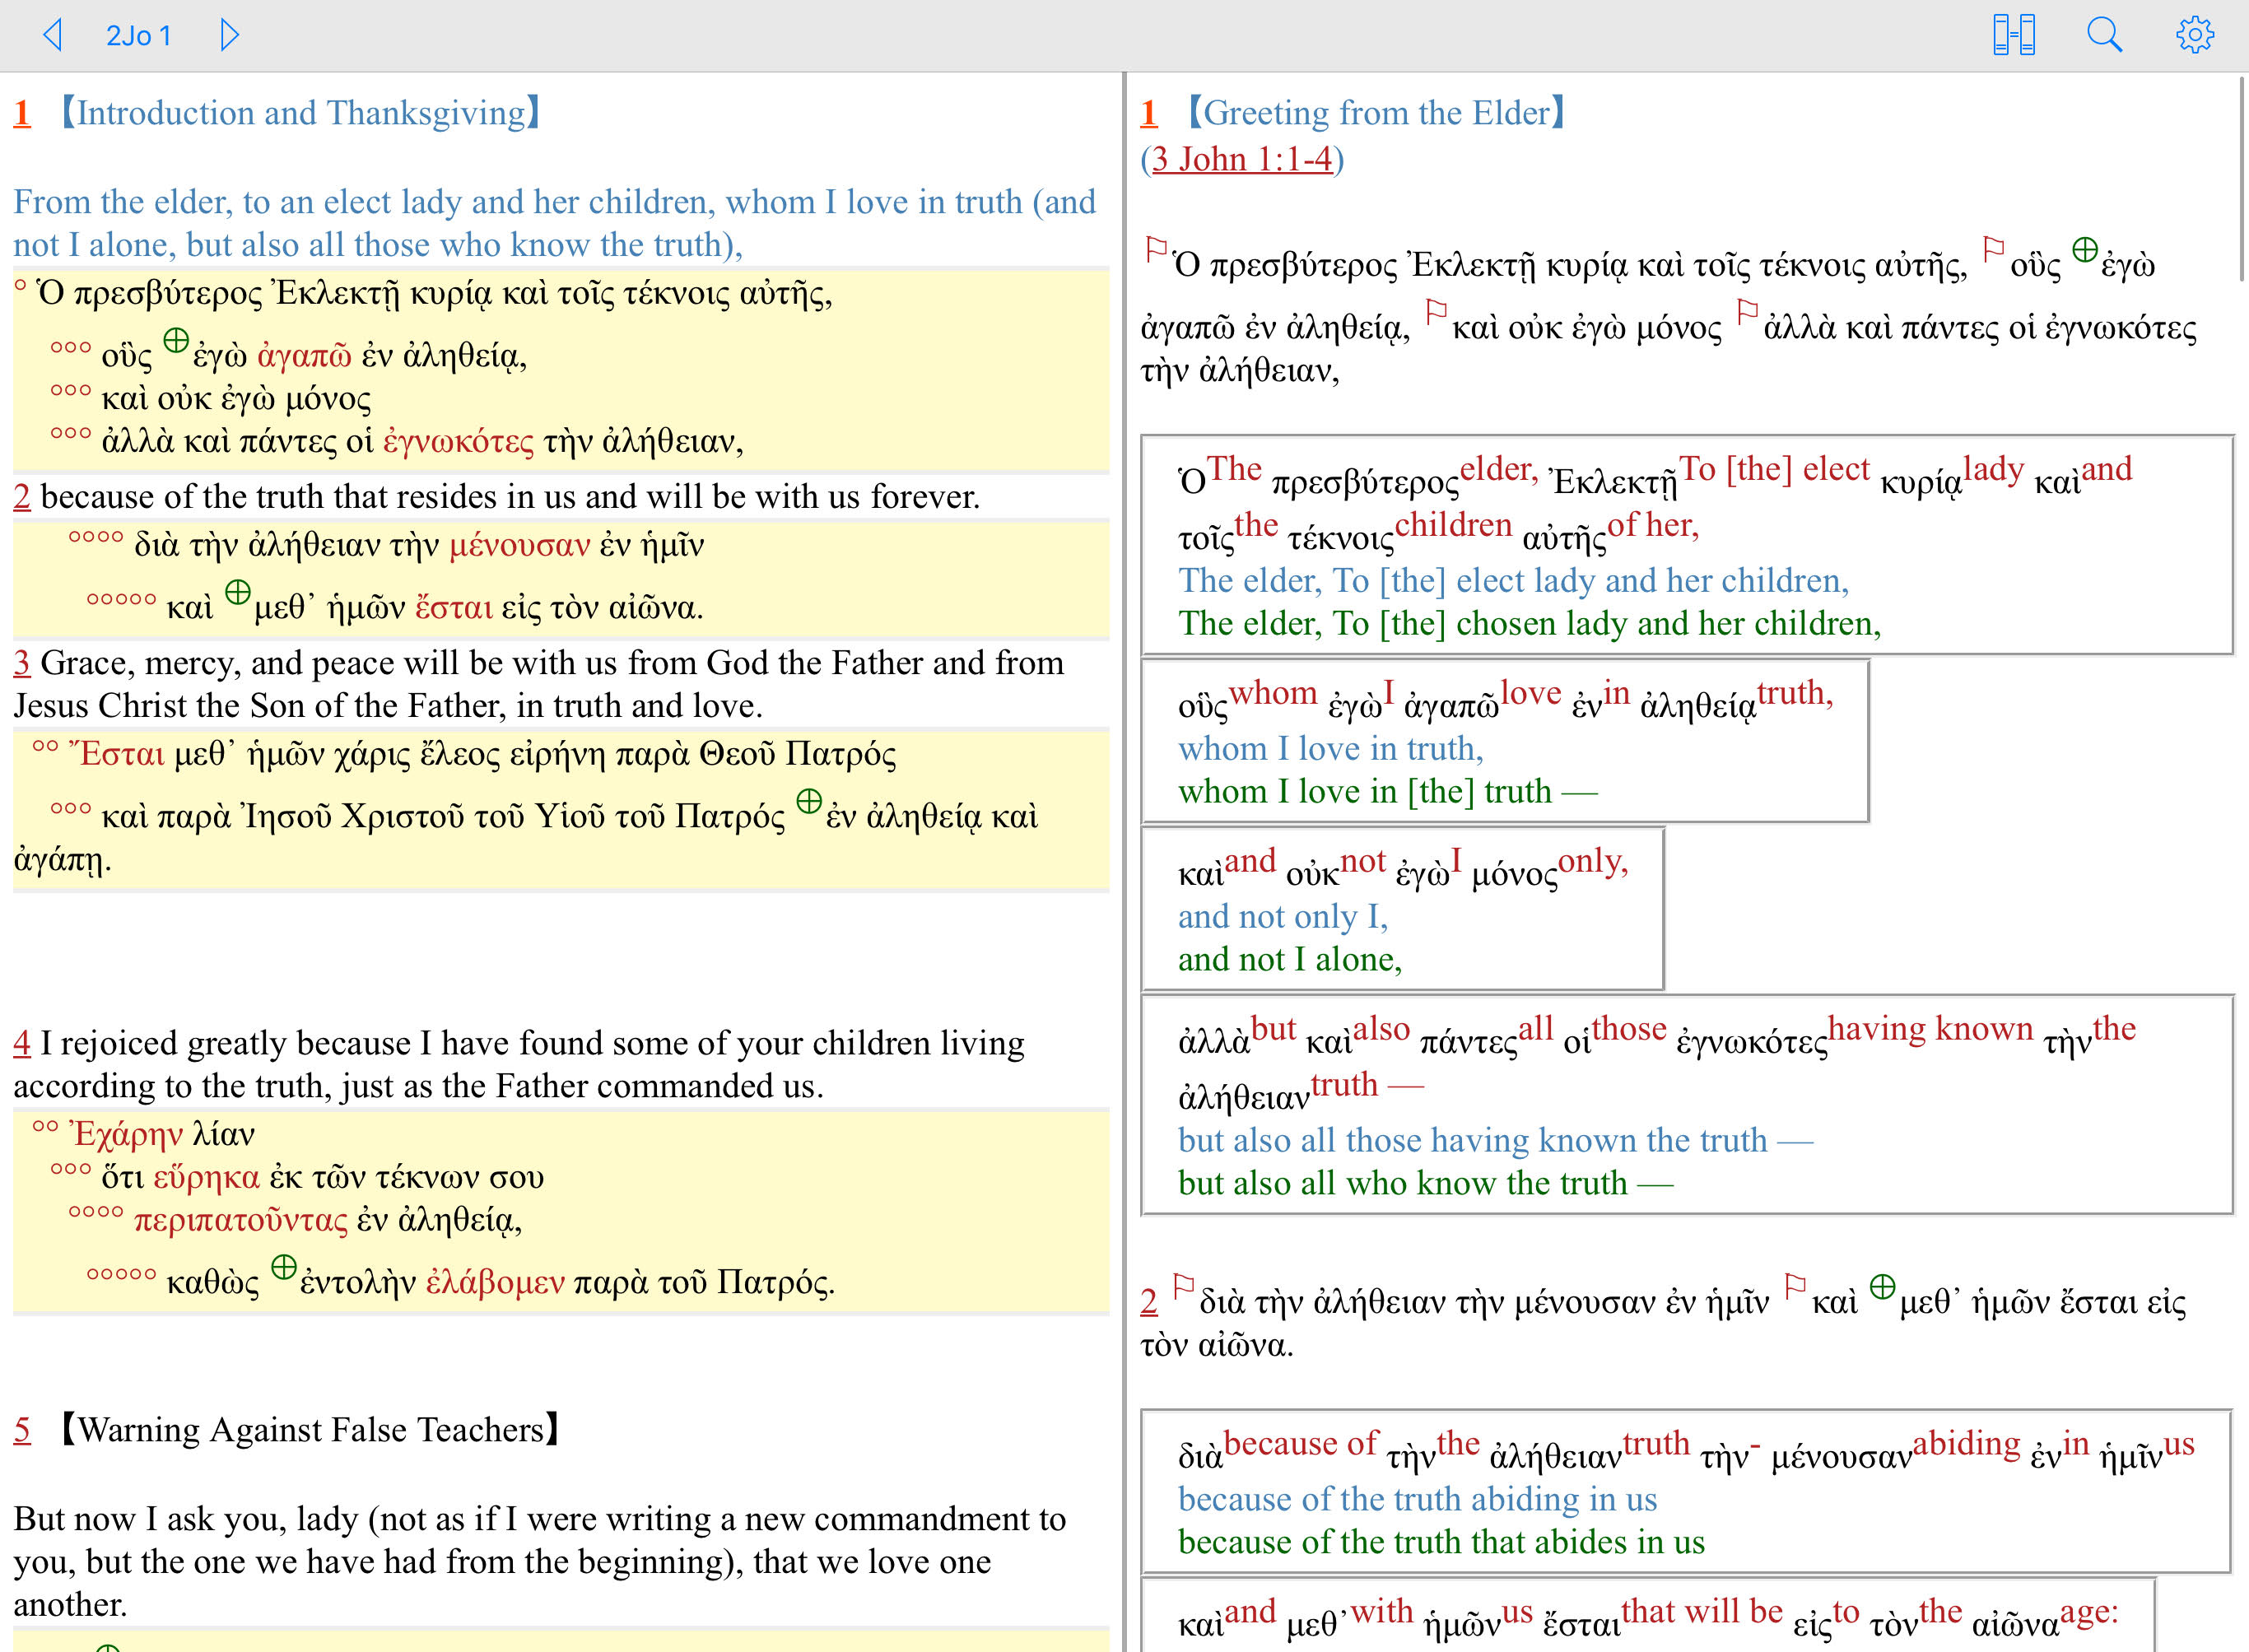 2Jo 1
1 【Introduction and Thanksgiving】
From the elder, to an elect lady and her children, whom I love in truth (and
not I alone, but also all those who know the truth),
° Ὁ πρεσβύτερος Ἐκλεκτῇ κυρίᾳ καὶ τοῖς τέκνοις αὐτῆς,
°°° οὓς ⊕ἐγὼ ἀγαπῶ ἐν ἀληθείᾳ,
°°° καὶ οὐκ ἐγὼ μόνος
°°° ἀλλὰ καὶ πάντες οἱ ἐγνωκότες τὴν ἀλήθειαν,
2 because of the truth that resides in us and will be with us forever.
°°°° διὰ τὴν ἀλήθειαν τὴν μένουσαν ἐν ἡμῖν
°°°°° καὶ ⊕μεθ᾽ ἡμῶν ἔσται εἰς τὸν αἰῶνα.
3 Grace, mercy, and peace will be with us from God the Father and from
Jesus Christ the Son of the Father, in truth and love.
°° Ἔσται μεθ᾽ ἡμῶν χάρις ἔλεος εἰρήνη παρὰ Θεοῦ Πατρός
°°° καὶ παρὰ Ἰησοῦ Χριστοῦ τοῦ Υἱοῦ τοῦ Πατρός ⊕ἐν ἀληθείᾳ καὶ
ἀγάπῃ.
4 I rejoiced greatly because I have found some of your children living
according to the truth, just as the Father commanded us.
°° Ἐχάρην λίαν
°°° ὅτι εὕρηκα ἐκ τῶν τέκνων σου
°°°° περιπατοῦντας ἐν ἀληθείᾳ,
°°°°° καθὼς ⊕ἐντολὴν ἐλάβομεν παρὰ τοῦ Πατρός.
5 【Warning Against False Teachers】
But now I ask you, lady (not as if I were writing a new commandment to
you, but the one we have had from the beginning), that we love one
another.
1 【Greeting from the Elder】
(3 John 1:1-4)
⚐Ὁ πρεσβύτερος Ἐκλεκτῇ κυρίᾳ καὶ τοῖς τέκνοις αὐτῆς, ⚐οὓς ⊕ἐγὼ
ἀγαπῶ ἐν ἀληθείᾳ, ⚐καὶ οὐκ ἐγὼ μόνος ⚐ἀλλὰ καὶ πάντες οἱ ἐγνωκότες
τὴν ἀλήθειαν,
ὉThe πρεσβύτεροςelder, ἘκλεκτῇTo [the] elect κυρίᾳlady καὶand
τοῖςthe τέκνοιςchildren αὐτῆςof her,
The elder, To [the] elect lady and her children,
The elder, To [the] chosen lady and her children,
οὓςwhom ἐγὼI ἀγαπῶlove ἐνin ἀληθείᾳtruth,
whom I love in truth,
whom I love in [the] truth —
καὶand οὐκnot ἐγὼI μόνοςonly,
and not only I,
and not I alone,
ἀλλὰbut καὶalso πάντεςall οἱthose ἐγνωκότεςhaving known τὴνthe
ἀλήθειανtruth —
but also all those having known the truth —
but also all who know the truth —
2 ⚐διὰ τὴν ἀλήθειαν τὴν μένουσαν ἐν ἡμῖν ⚐καὶ ⊕μεθ᾽ ἡμῶν ἔσται εἰς
τὸν αἰῶνα.
διὰbecause of τὴνthe ἀλήθειανtruth τὴν- μένουσανabiding ἐνin ἡμῖνus
because of the truth abiding in us
because of the truth that abides in us
καὶand μεθ᾽with ἡμῶνus ἔσταιthat will be εἰςto τὸνthe αἰῶναage: